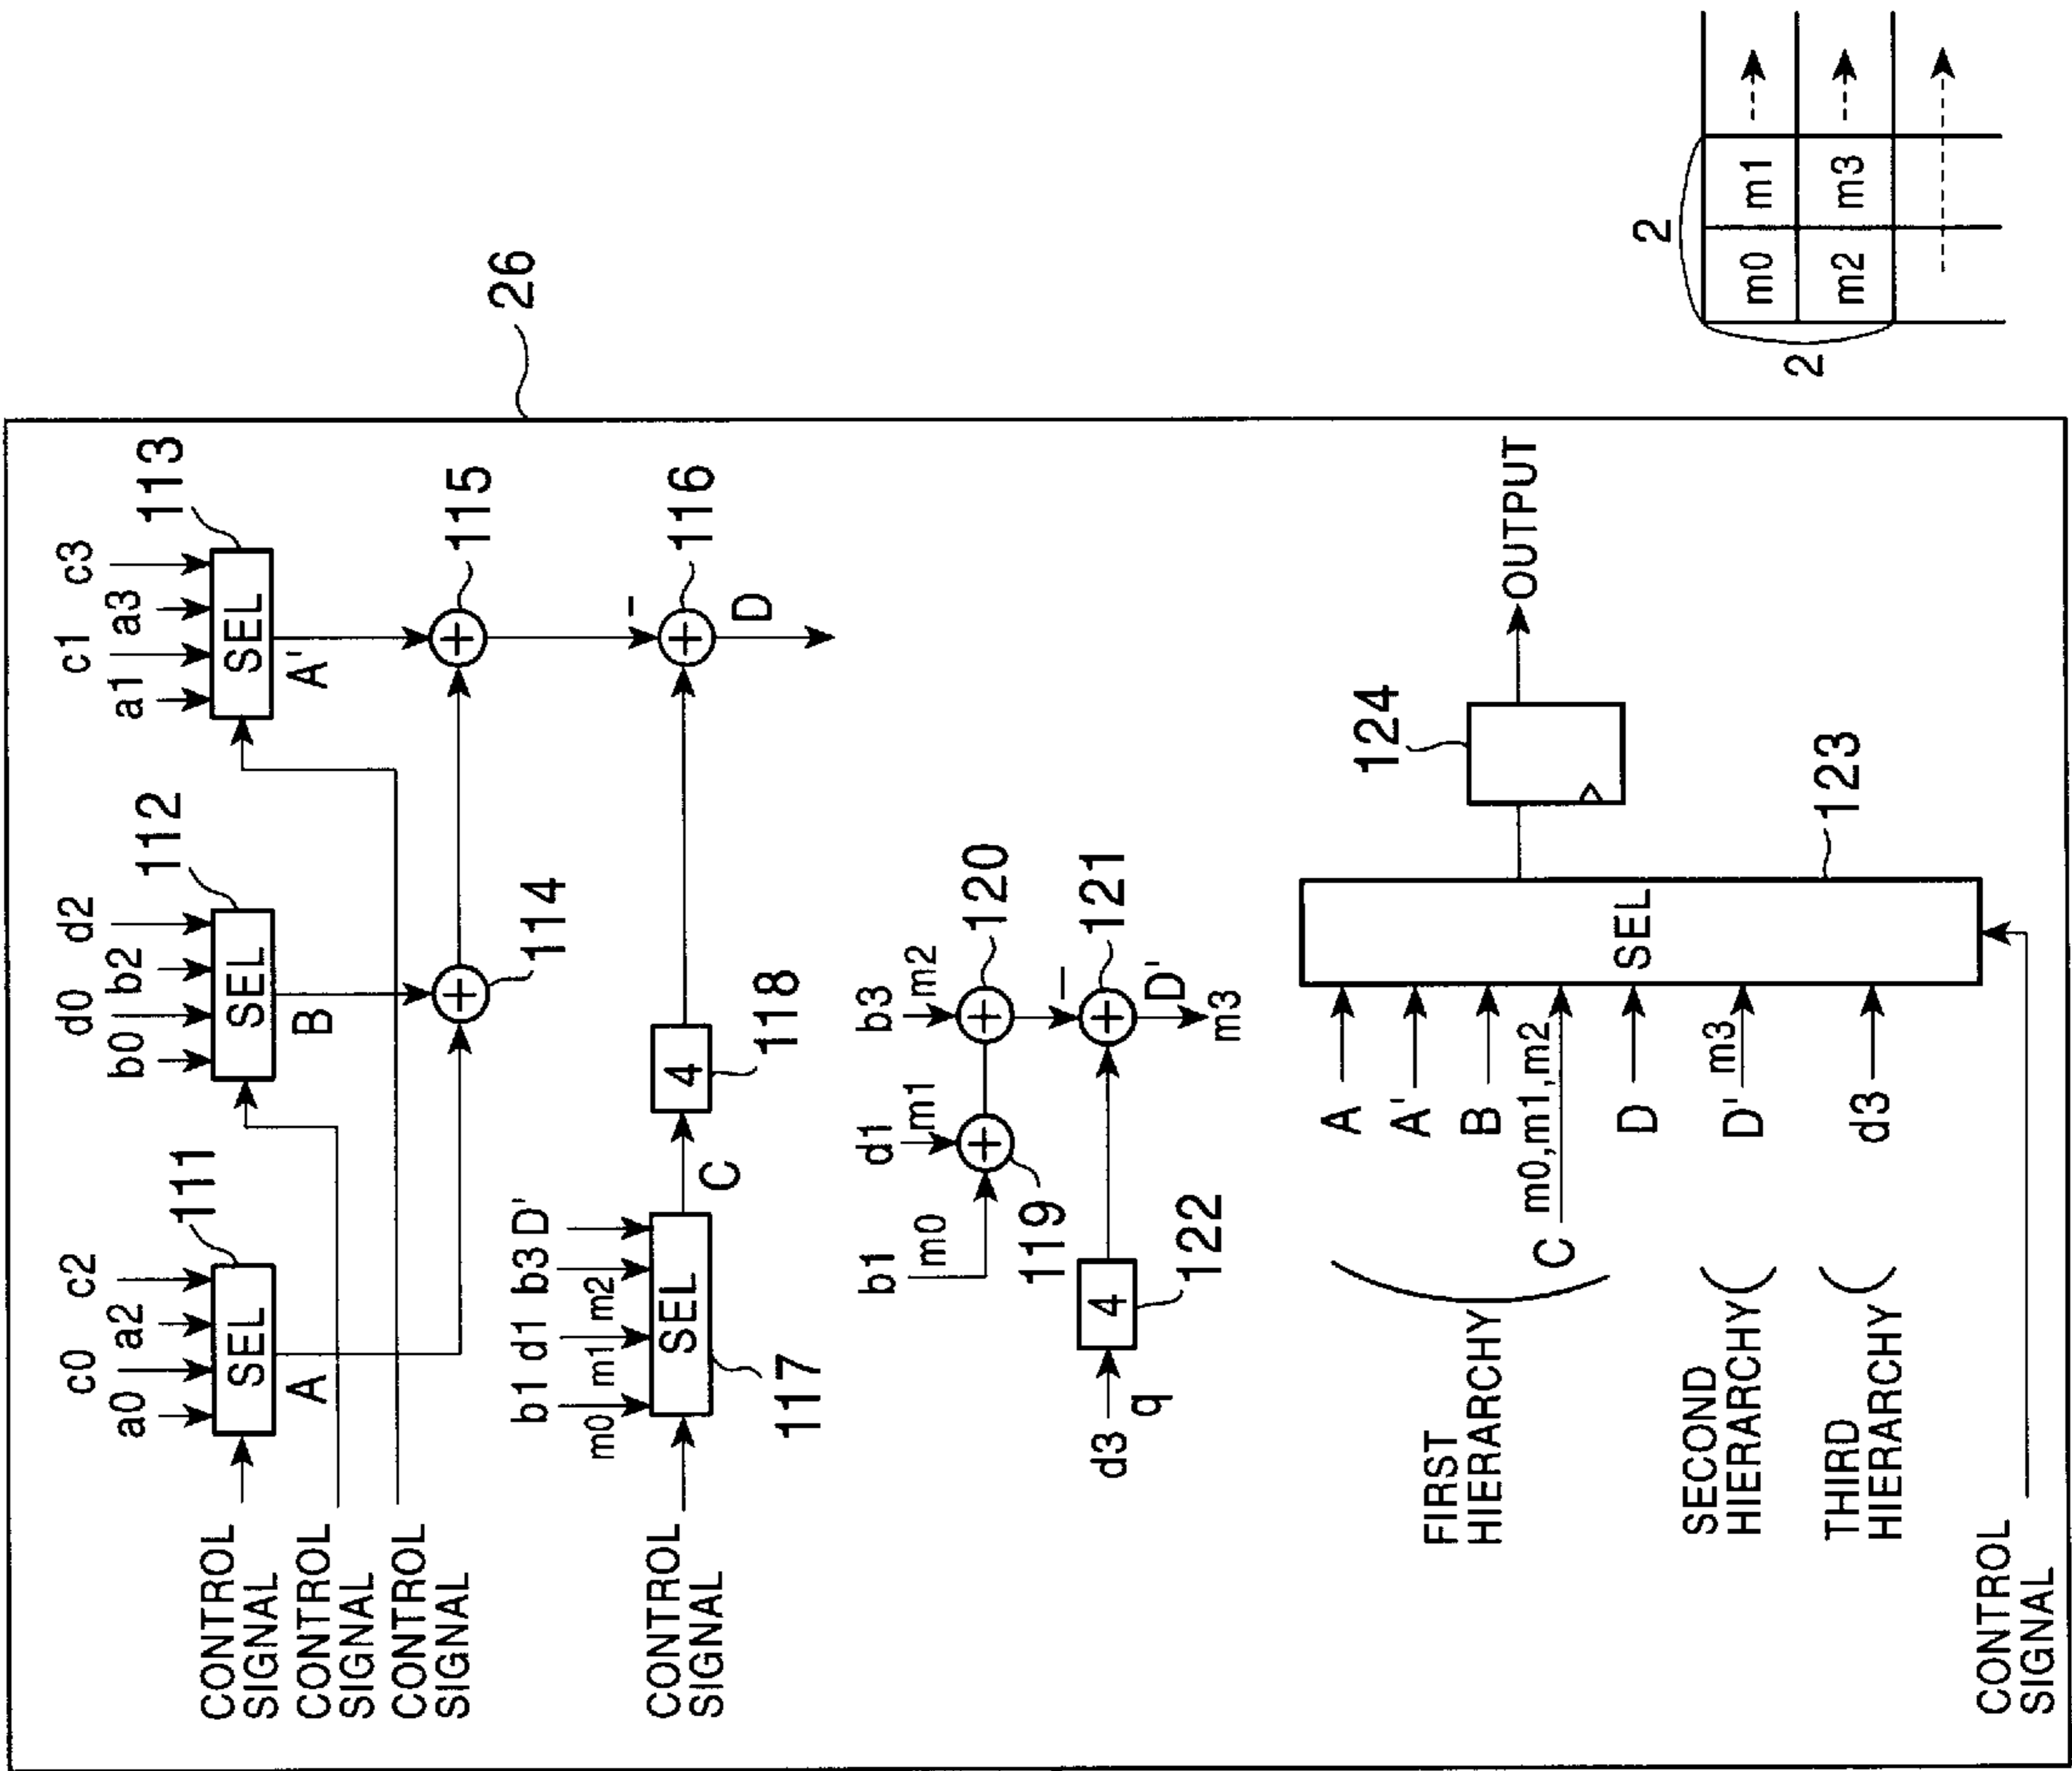 26
a0 c0 a2 c2
111
SEL
A
b0 d0 b2 d2
112
SEL
B
a1 c1 a3 c3
113
SEL
A'
CONTROL
SIGNAL
CONTROL
SIGNAL
CONTROL
SIGNAL
114
+
115
+
b1 d1 b3 D'
m0 m1 m2
SEL
117
CONTROL
SIGNAL
C
4
118
−
+
116
D
b1
m0
d1
m1
+
119
b3
m2
+
120
d3
q
4
122
−
+
121
D'
m3
FIRST
HIERARCHY
SECOND
HIERARCHY
THIRD
HIERARCHY
A
A'
B
C m0,m1,m2
D
D' m3
d3
SEL
123
124
OUTPUT
CONTROL
SIGNAL
2
2
m0 m1
m2 m3